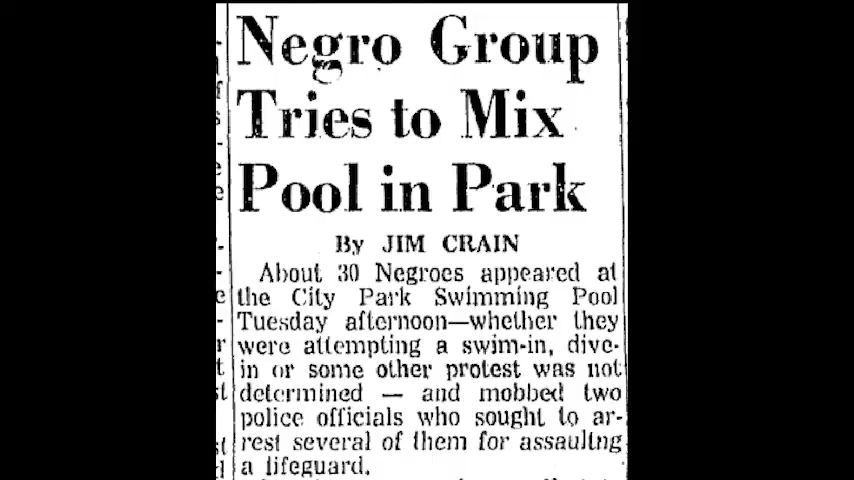 Negro Group
Tries to Mix
Pool in Park
By JIM CRAIN
About 30 Negroes appeared at
the City Park Swimming Pool
Tuesday afternoon—whether they
were attempting a swim-in, dive-
in or some other protest was not
determined — and mobbed two
police officials who sought to ar-
rest several of them for assaulting
a lifeguard.